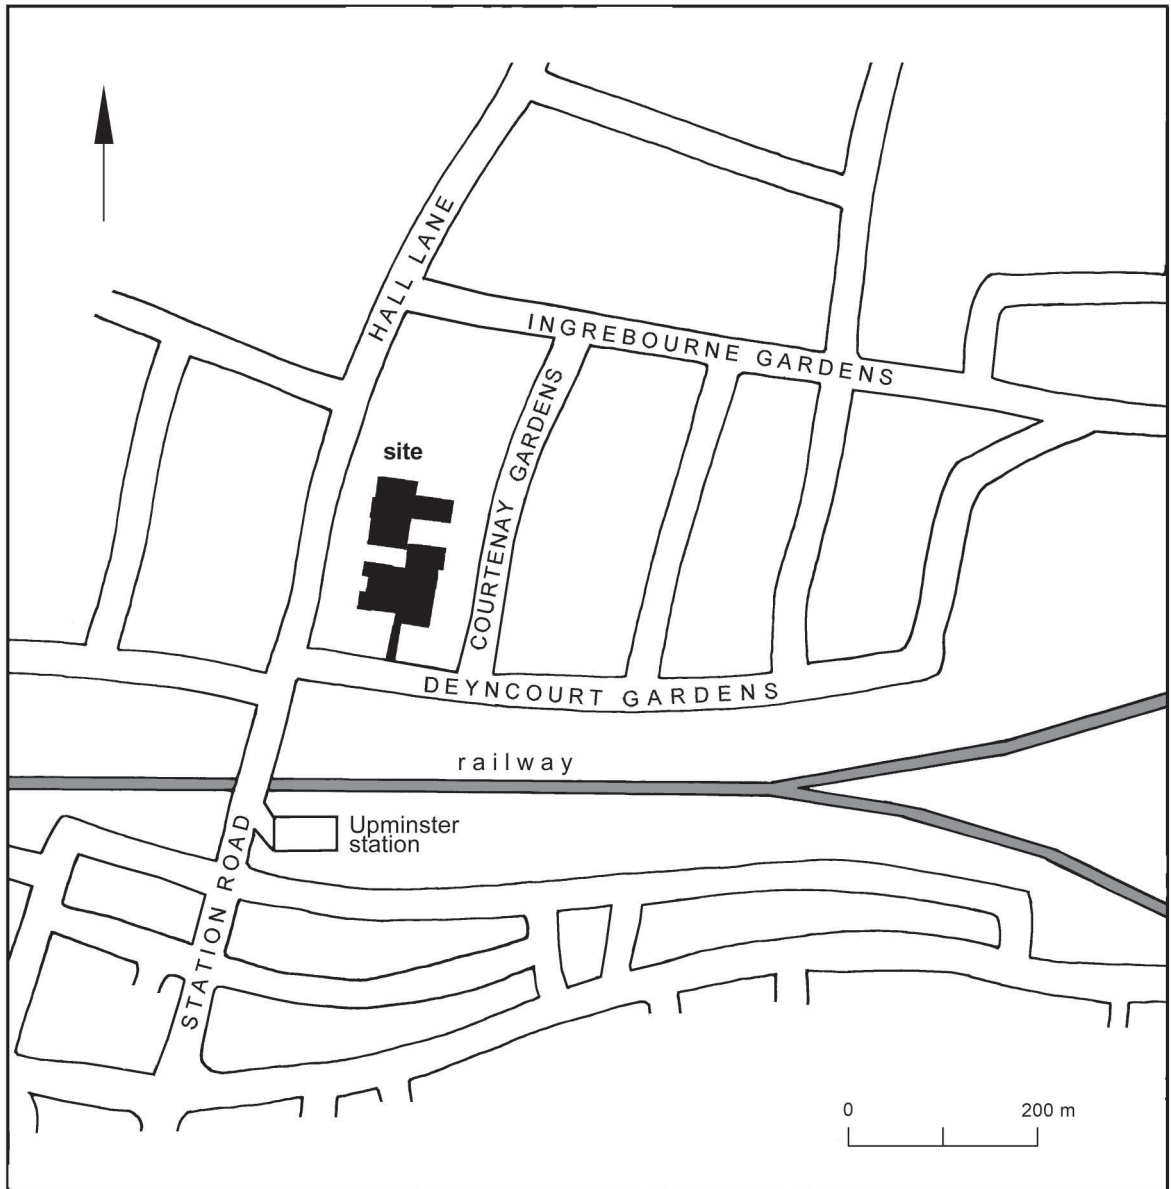 HALL LANE
INGREBOURNE GARDENS
COURTENAY GARDENS
site
DEYNCOURT GARDENS
railway
Upminster
station
STATION ROAD
0
200 m